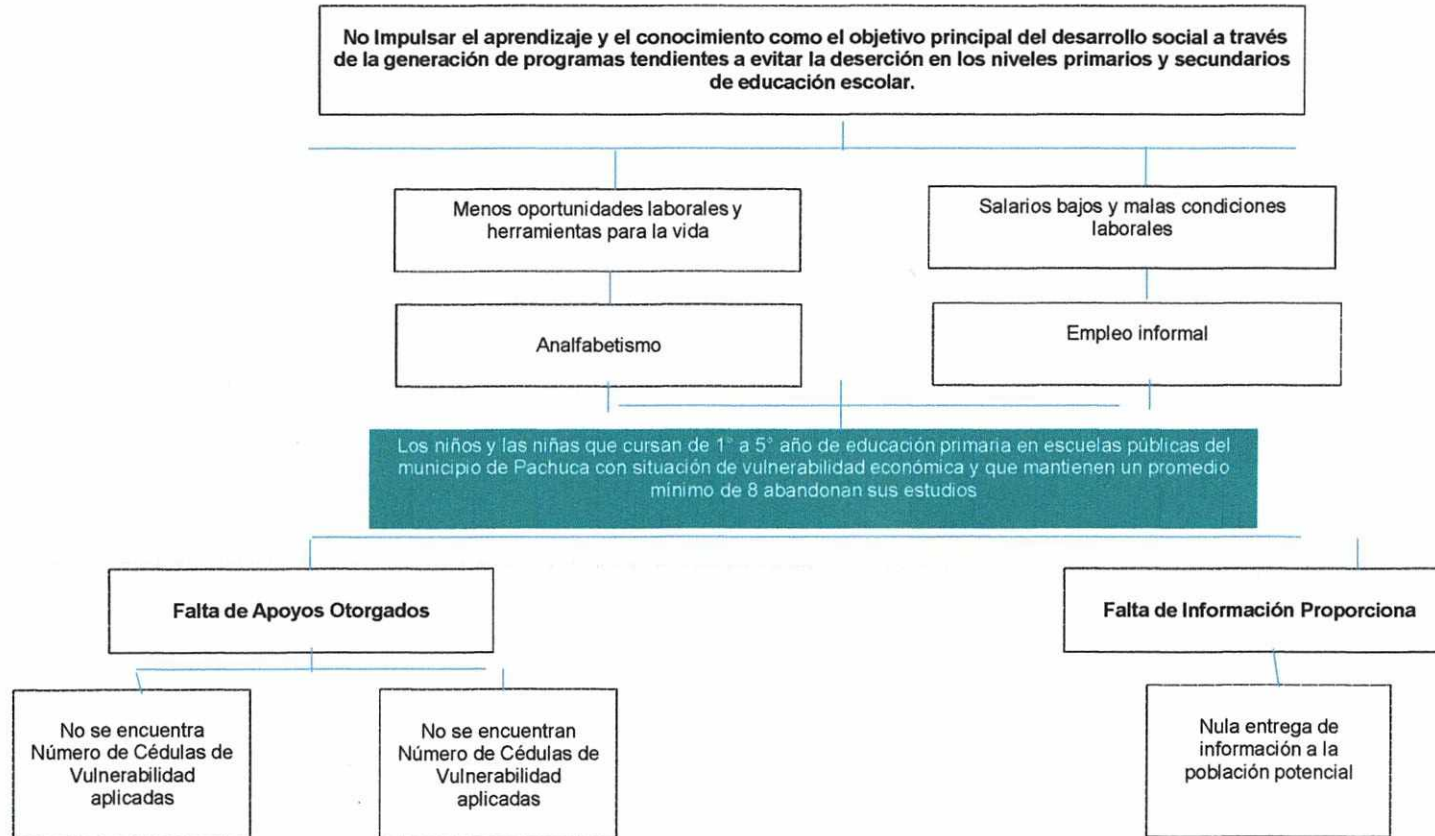 No Impulsar el aprendizaje y el conocimiento como el objetivo principal del desarrollo social a través
de la generación de programas tendientes a evitar la deserción en los niveles primarios y secundarios
de educación escolar.
Menos oportunidades laborales y
herramientas para la vida
Salarios bajos y malas condiciones
laborales
Analfabetismo
Empleo informal
Los niños y las niñas que cursan de 1° a 5° año de educación primaria en escuelas públicas del
municipio de Pachuca con situación de vulnerabilidad económica y que mantienen un promedio
mínimo de 8 abandonan sus estudios
Falta de Apoyos Otorgados
Falta de Información Proporciona
No se encuentra
Número de Cédulas de
Vulnerabilidad
aplicadas
No se encuentran
Número de Cédulas de
Vulnerabilidad
aplicadas
Nula entrega de
información a la
población potencial